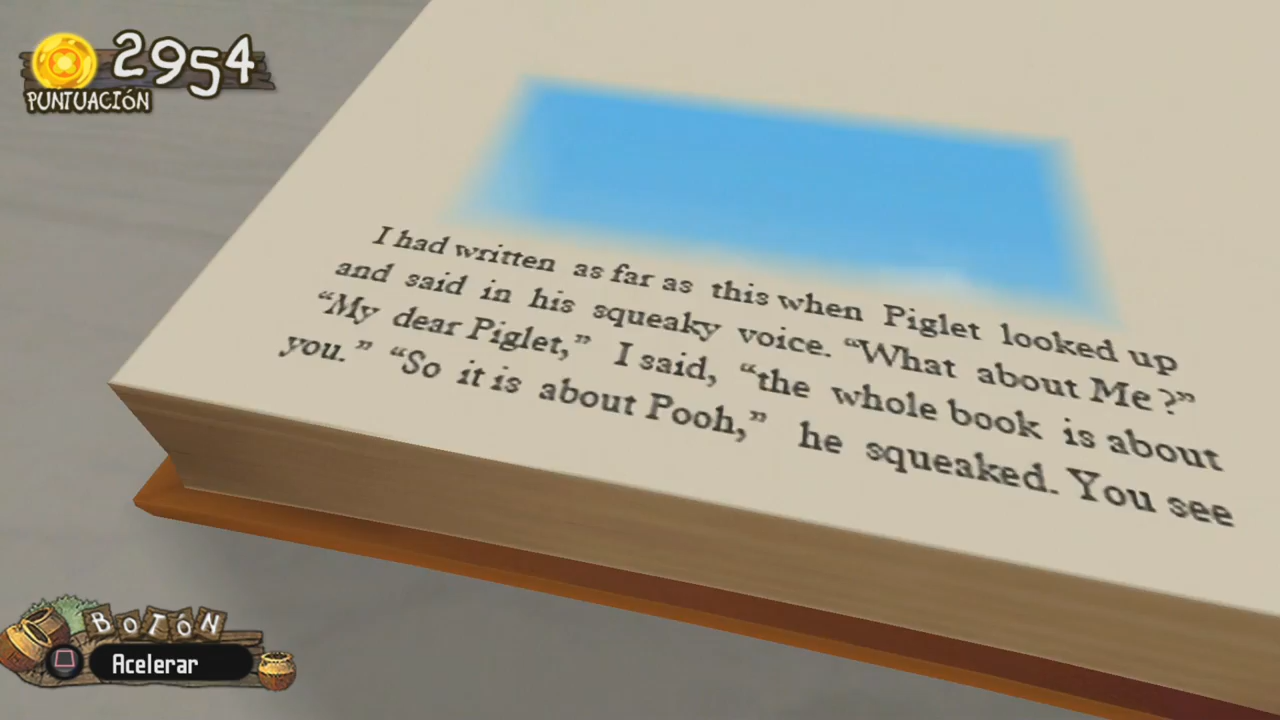 2954
PUNTUACIÓN
I had written as far as this when Piglet looked up
and said in his squeaky voice. “What about Me?”
“My dear Piglet,” I said, “the whole book is about
you.” “So it is about Pooh,” he squeaked. You see
BOTÓN
Acelerar